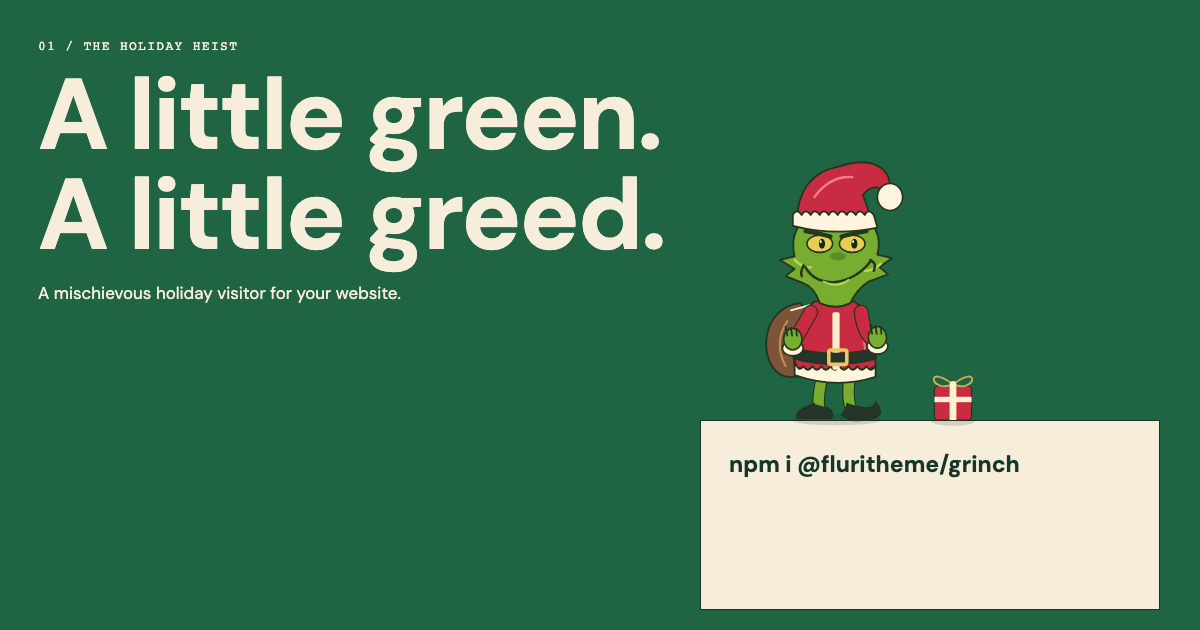 01 / THE HOLIDAY HEIST
A little green.
A little greed.
A mischievous holiday visitor for your website.
npm i @fluritheme/grinch